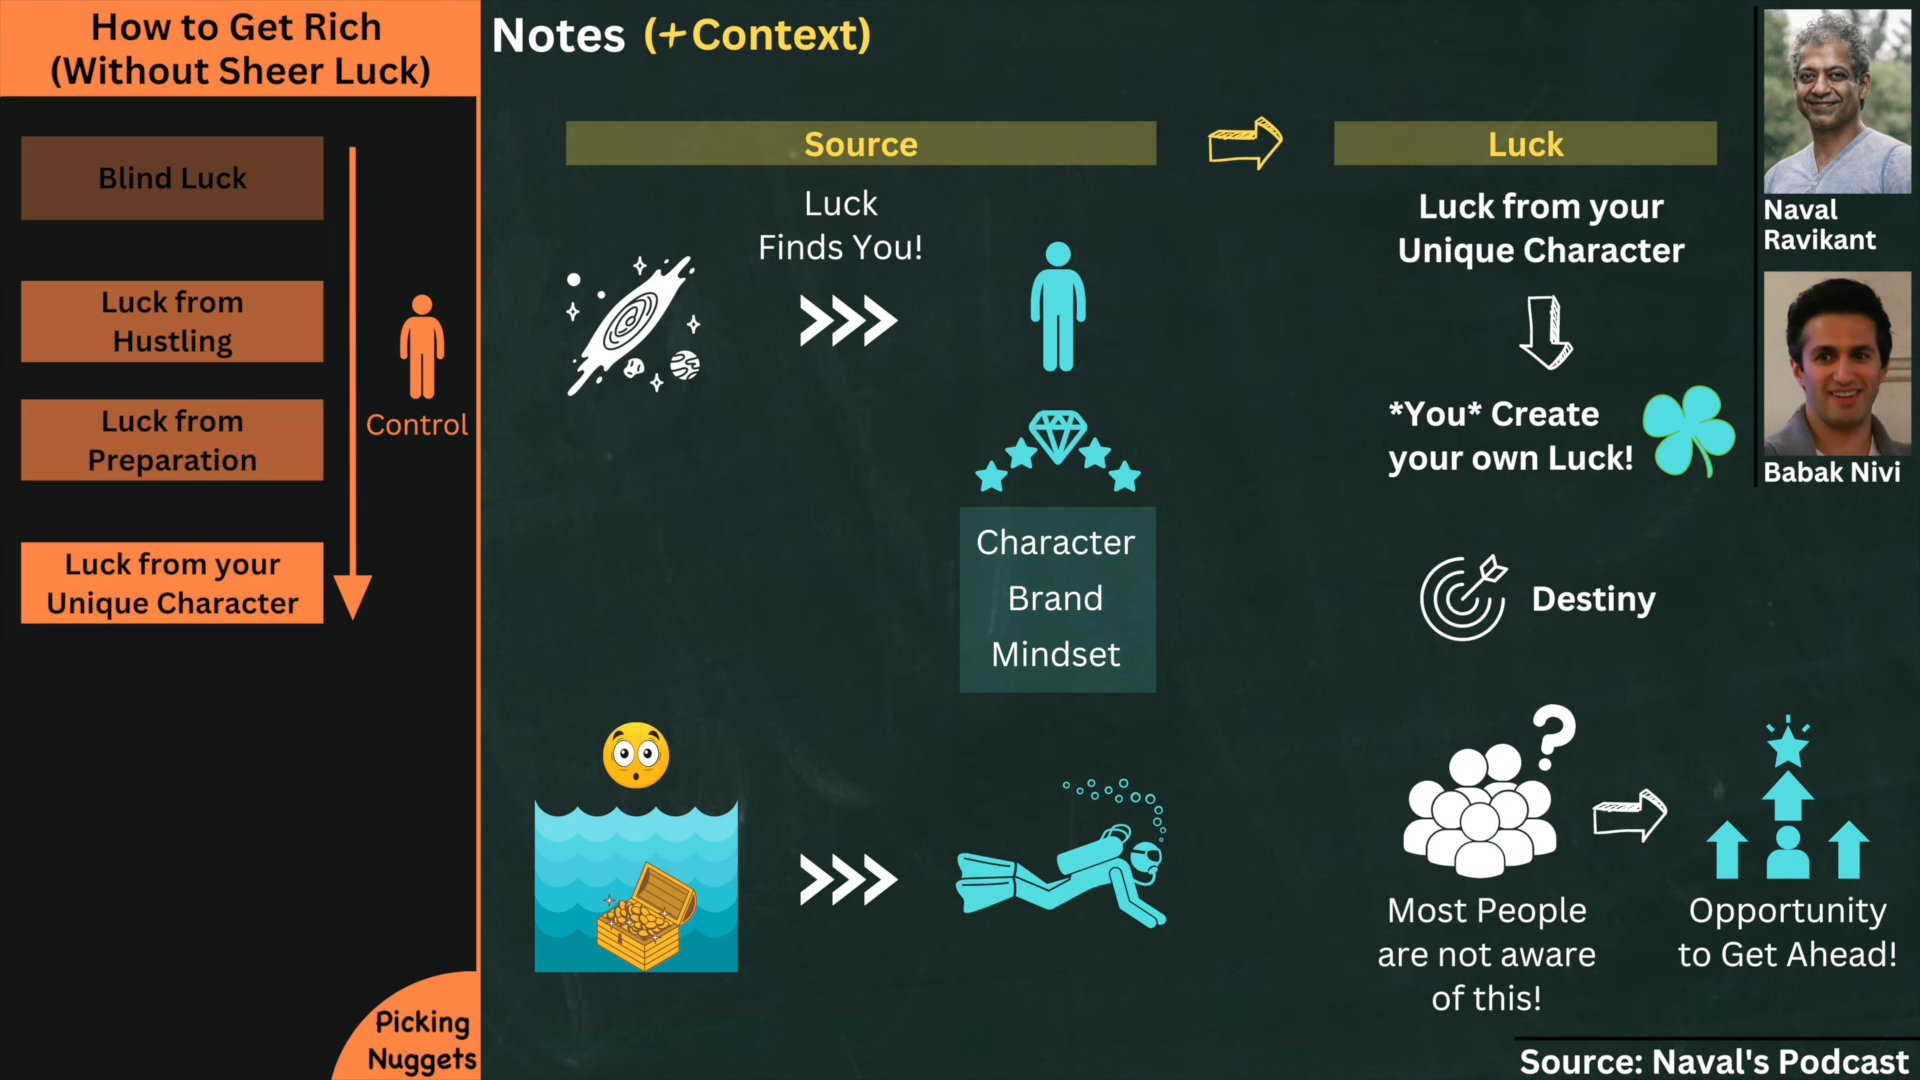 How to Get Rich
(Without Sheer Luck)
Blind Luck
Luck from
Hustling
Luck from
Preparation
Luck from your
Unique Character
Control
Picking
Nuggets
Notes (+Context)
Source
Luck
Finds You!
Character
Brand
Mindset
Luck
Luck from your
Unique Character
*You* Create
your own Luck!
Destiny
?
Most People
are not aware
of this!
Opportunity
to Get Ahead!
Naval
Ravikant
Babak Nivi
Source: Naval's Podcast